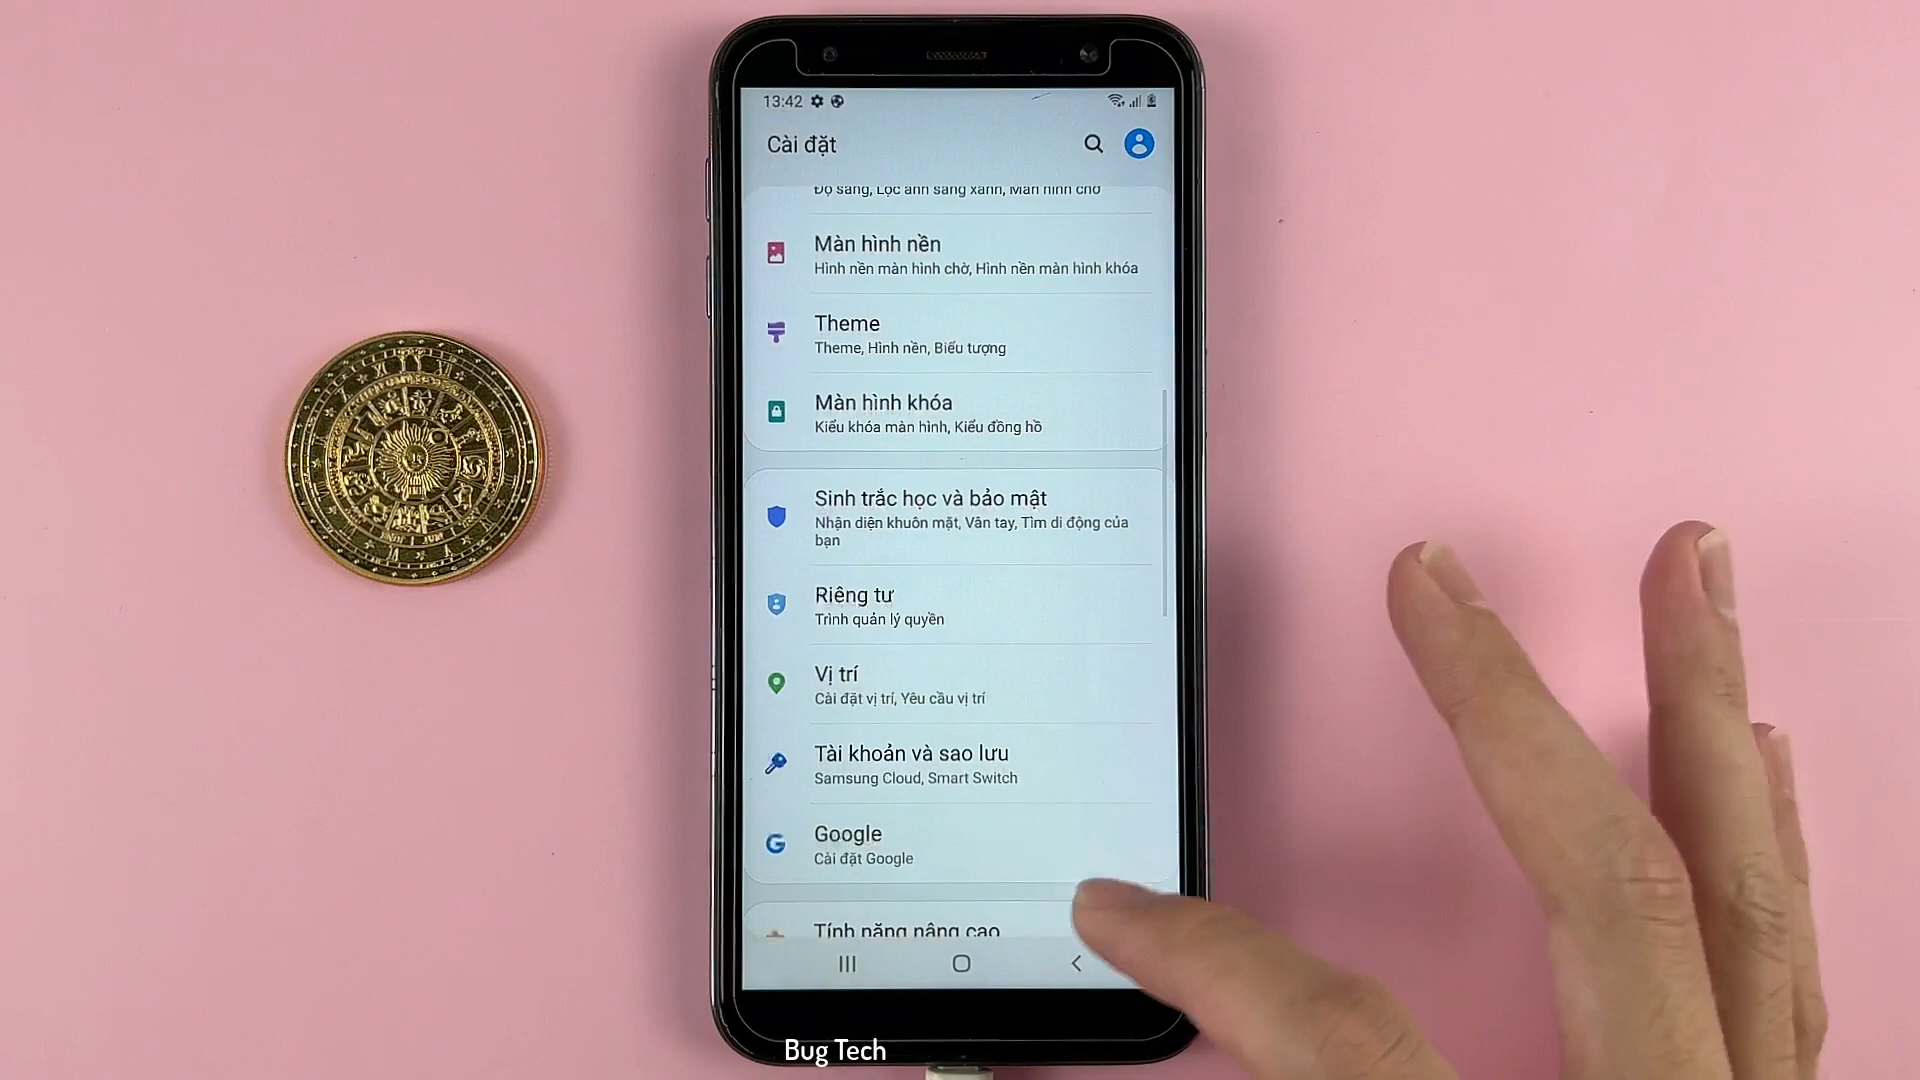 13:42
Cài đặt
Độ sáng, Lọc ánh sáng xanh, Màn hình chờ
Màn hình nền
Hình nền màn hình chờ, Hình nền màn hình khóa
Theme
Theme, Hình nền, Biểu tượng
Màn hình khóa
Kiểu khóa màn hình, Kiểu đồng hồ
Sinh trắc học và bảo mật
Nhận diện khuôn mặt, Vân tay, Tìm di động của
bạn
Riêng tư
Trình quản lý quyền
Vị trí
Cài đặt vị trí, Yêu cầu vị trí
Tài khoản và sao lưu
Samsung Cloud, Smart Switch
Google
Cài đặt Google
Tính năng nâng cao
Bug Tech